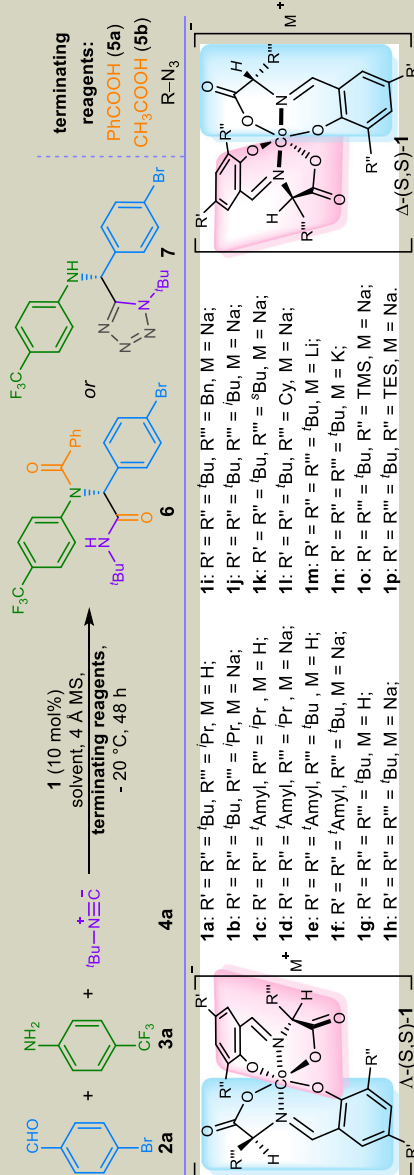 CHO
Br
2a
+
NH₂
CF₃
3a
+
ᵗBu–N≡C
+ −
4a
1 (10 mol%)
solvent, 4 Å MS,
terminating reagents,
- 20 °C, 48 h
F₃C
O
Ph
N
H
N
ᵗBu
O
Br
6
or
F₃C
NH
N
N
N
N
ᵗBu
Br
7
terminating
reagents:
PhCOOH (5a)
CH₃COOH (5b)
R–N₃
1a: R' = R'' = ᵗBu, R''' = ⁱPr, M = H;
1b: R' = R'' = ᵗBu, R''' = ⁱPr, M = Na;
1c: R' = R'' = ᵗAmyl, R''' = ⁱPr , M = H;
1d: R' = R'' = ᵗAmyl, R''' = ⁱPr , M = Na;
1e: R' = R'' = ᵗAmyl, R''' = ᵗBu , M = H;
1f: R' = R'' = ᵗAmyl, R''' = ᵗBu, M = Na;
1g: R' = R'' = R''' = ᵗBu, M = H;
1h: R' = R'' = R''' = ᵗBu, M = Na;
1i: R' = R'' = ᵗBu, R''' = Bn, M = Na;
1j: R' = R'' = ᵗBu, R''' = ⁱBu, M = Na;
1k: R' = R'' = ᵗBu, R''' = ˢBu, M = Na;
1l: R' = R'' = ᵗBu, R''' = Cy, M = Na;
1m: R' = R'' = R''' = ᵗBu, M = Li;
1n: R' = R'' = R''' = ᵗBu, M = K;
1o: R' = R''' = ᵗBu, R'' = TMS, M = Na;
1p: R' = R''' = ᵗBu, R'' = TES, M = Na.
R'
R''
R'''
H
O
O
N
Co
N
O
O
O
O
H
R'''
R''
R'
−
M⁺
Δ-(S,S)-1
R'
R''
R'''
H
O
O
N
Co
N
O
O
O
O
H
R'''
R''
R'
−
M⁺
Δ-(S,S)-1